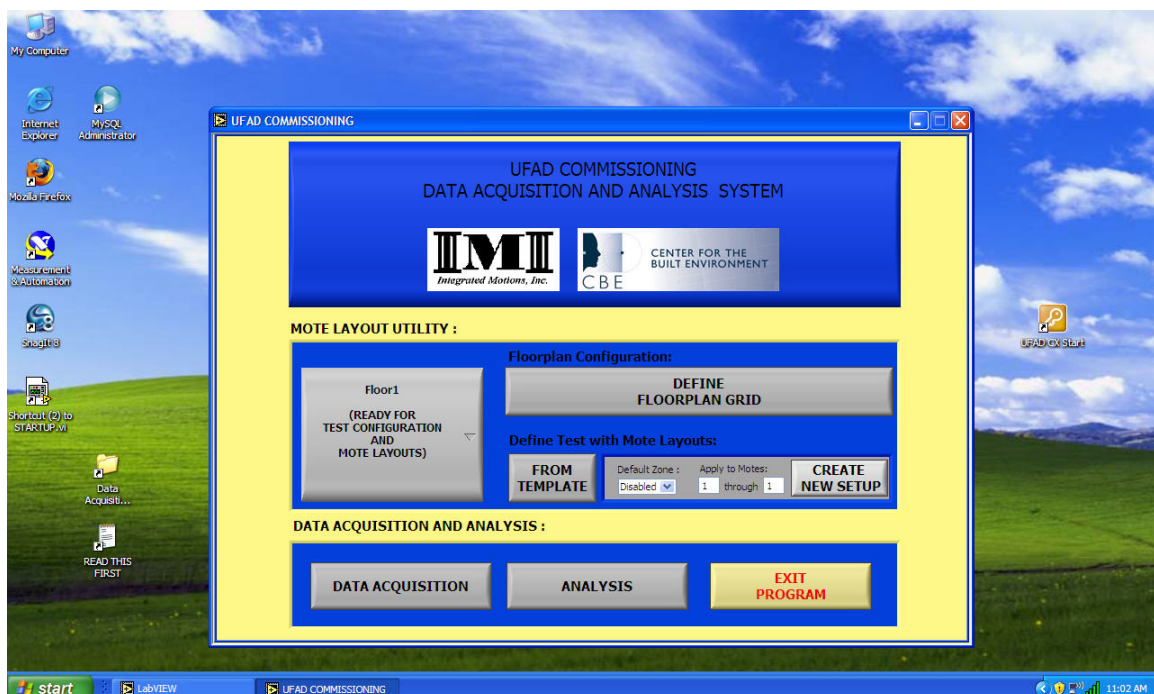 My Computer
Internet
Explorer
MySQL
Administrator
Mozilla Firefox
Measurement
& Automation
SnagIt 8
Shortcut (2) to
STARTUP.vi
Data
Acquisiti...
READ THIS
FIRST
UFAD COMMISSIONING
UFAD COMMISSIONING
DATA ACQUISITION AND ANALYSIS SYSTEM
IMI
Integrated Motions, Inc.
CBE
CENTER FOR THE
BUILT ENVIRONMENT
MOTE LAYOUT UTILITY :
Floor1
(READY FOR
TEST CONFIGURATION
AND
MOTE LAYOUTS)
Floorplan Configuration:
DEFINE
FLOORPLAN GRID
Define Test with Mote Layouts:
FROM
TEMPLATE
Default Zone :
Disabled
Apply to Motes:
1 through 1
CREATE
NEW SETUP
DATA ACQUISITION AND ANALYSIS :
DATA ACQUISITION
ANALYSIS
EXIT
PROGRAM
UFAD GX Start
start
LabVIEW
UFAD COMMISSIONING
11:02 AM